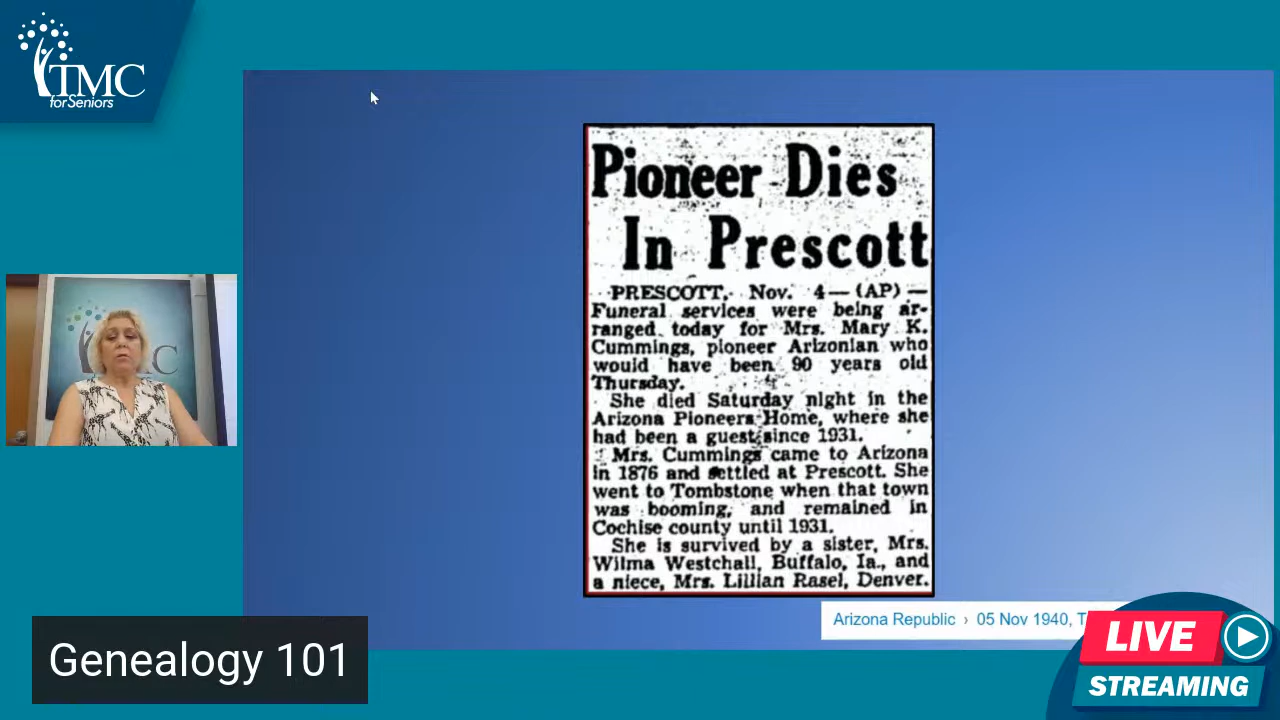 TMC
for Seniors
Pioneer Dies
In Prescott
PRESCOTT, Nov. 4—(AP)—
Funeral services were being ar-
ranged today for Mrs. Mary K.
Cummings, pioneer Arizonian who
would have been 90 years old
Thursday.
She died Saturday night in the
Arizona Pioneers Home, where she
had been a guest since 1931.
Mrs. Cummings came to Arizona
in 1876 and settled at Prescott. She
went to Tombstone when that town
was booming, and remained in
Cochise county until 1931.
She is survived by a sister, Mrs.
Wilma Westchall, Buffalo, Ia., and
a niece, Mrs. Lillian Rasel, Denver.
Arizona Republic › 05 Nov 1940, T
MC
Genealogy 101
LIVE
STREAMING